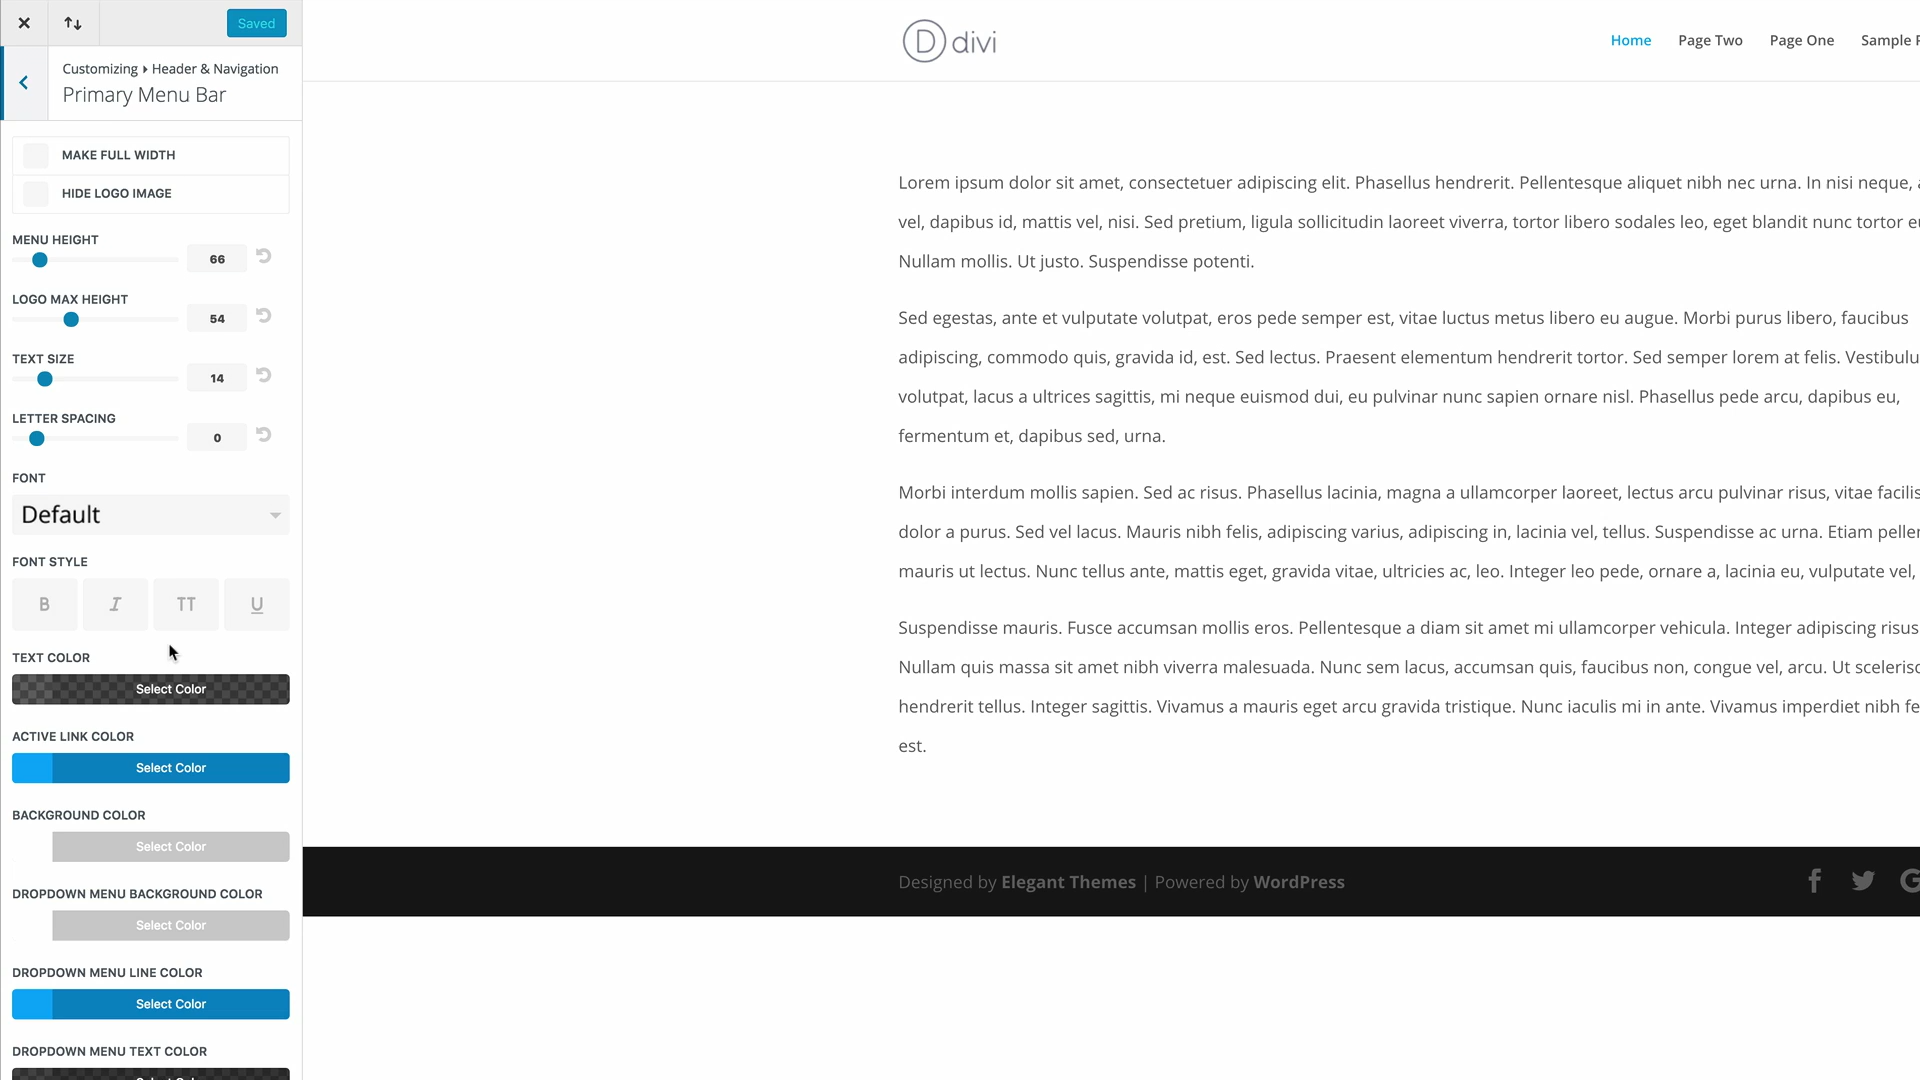 Saved
Customizing ▸ Header & Navigation
Primary Menu Bar
MAKE FULL WIDTH
HIDE LOGO IMAGE
MENU HEIGHT
66
LOGO MAX HEIGHT
54
TEXT SIZE
14
LETTER SPACING
0
FONT
Default
FONT STYLE
B I TT U
TEXT COLOR
Select Color
ACTIVE LINK COLOR
Select Color
BACKGROUND COLOR
Select Color
DROPDOWN MENU BACKGROUND COLOR
Select Color
DROPDOWN MENU LINE COLOR
Select Color
DROPDOWN MENU TEXT COLOR
D divi
Home Page Two Page One Sample
Lorem ipsum dolor sit amet, consectetuer adipiscing elit. Phasellus hendrerit. Pellentesque aliquet nibh nec urna. In nisi neque,
vel, dapibus id, mattis vel, nisi. Sed pretium, ligula sollicitudin laoreet viverra, tortor libero sodales leo, eget blandit nunc tortor
Nullam mollis. Ut justo. Suspendisse potenti.
Sed egestas, ante et vulputate volutpat, eros pede semper est, vitae luctus metus libero eu augue. Morbi purus libero, faucibus
adipiscing, commodo quis, gravida id, est. Sed lectus. Praesent elementum hendrerit tortor. Sed semper lorem at felis. Vestibulu
volutpat, lacus a ultrices sagittis, mi neque euismod dui, eu pulvinar nunc sapien ornare nisl. Phasellus pede arcu, dapibus eu,
fermentum et, dapibus sed, urna.
Morbi interdum mollis sapien. Sed ac risus. Phasellus lacinia, magna a ullamcorper laoreet, lectus arcu pulvinar risus, vitae facilis
dolor a purus. Sed vel lacus. Mauris nibh felis, adipiscing varius, adipiscing in, lacinia vel, tellus. Suspendisse ac urna. Etiam peller
mauris ut lectus. Nunc tellus ante, mattis eget, gravida vitae, ultricies ac, leo. Integer leo pede, ornare a, lacinia eu, vulputate vel,
Suspendisse mauris. Fusce accumsan mollis eros. Pellentesque a diam sit amet mi ullamcorper vehicula. Integer adipiscing risus
Nullam quis massa sit amet nibh viverra malesuada. Nunc sem lacus, accumsan quis, faucibus non, congue vel, arcu. Ut scelerisc
hendrerit tellus. Integer sagittis. Vivamus a mauris eget arcu gravida tristique. Nunc iaculis mi in ante. Vivamus imperdiet nibh fe
est.
Designed by Elegant Themes | Powered by WordPress